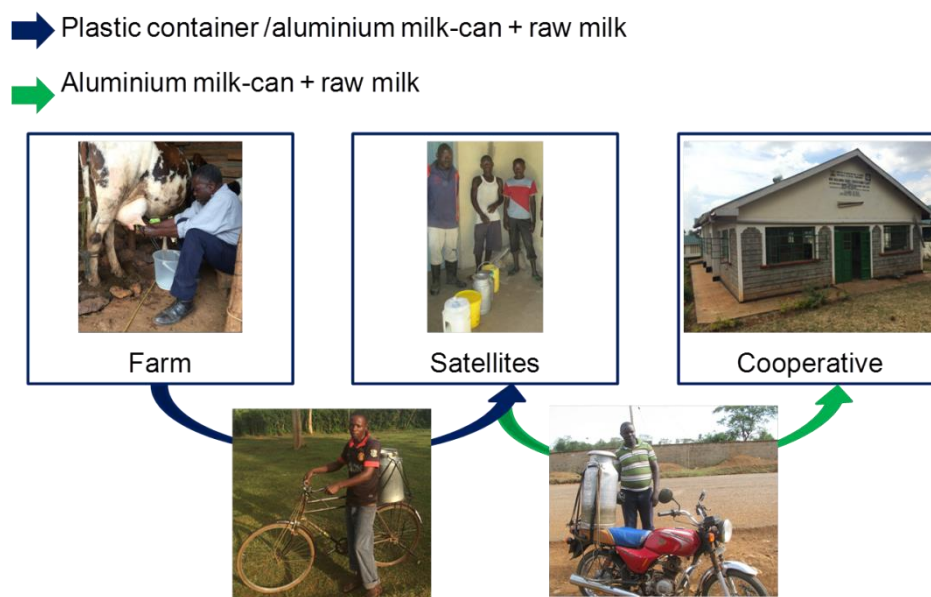 Plastic container /aluminium milk-can + raw milk
Aluminium milk-can + raw milk
Farm
Satellites
Cooperative